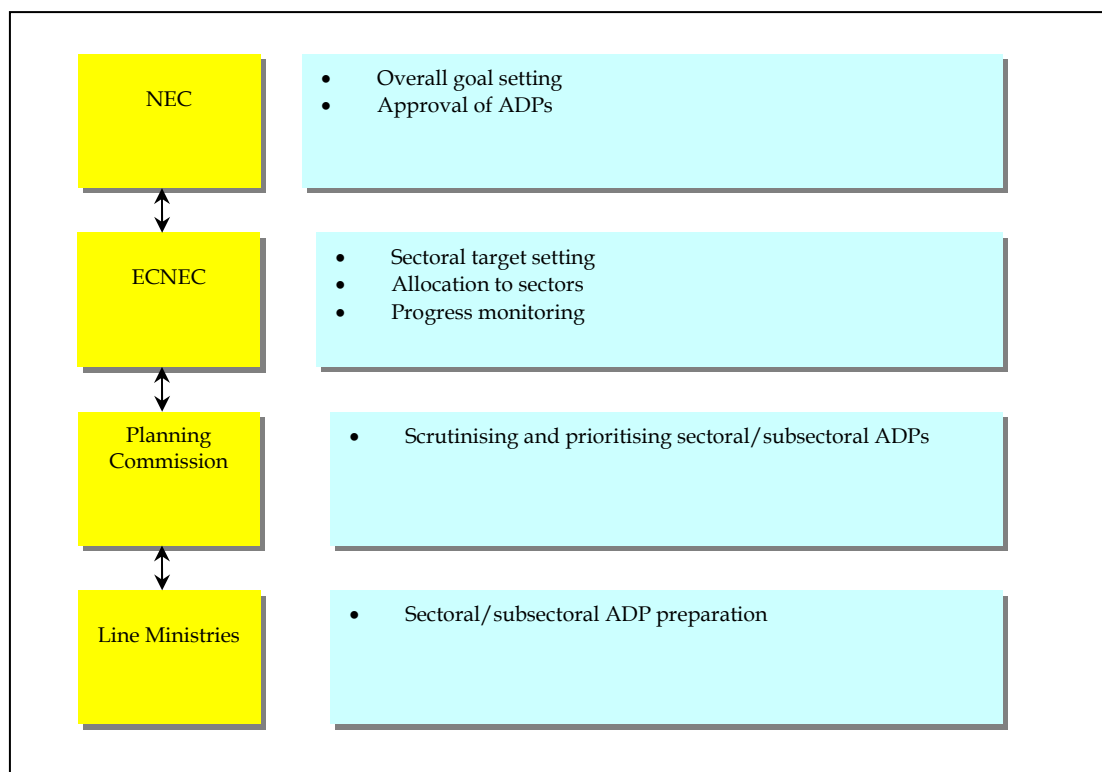 NEC
• Overall goal setting
• Approval of ADPs
ECNEC
• Sectoral target setting
• Allocation to sectors
• Progress monitoring
Planning
Commission
• Scrutinising and prioritising sectoral/subsectoral ADPs
Line Ministries
• Sectoral/subsectoral ADP preparation